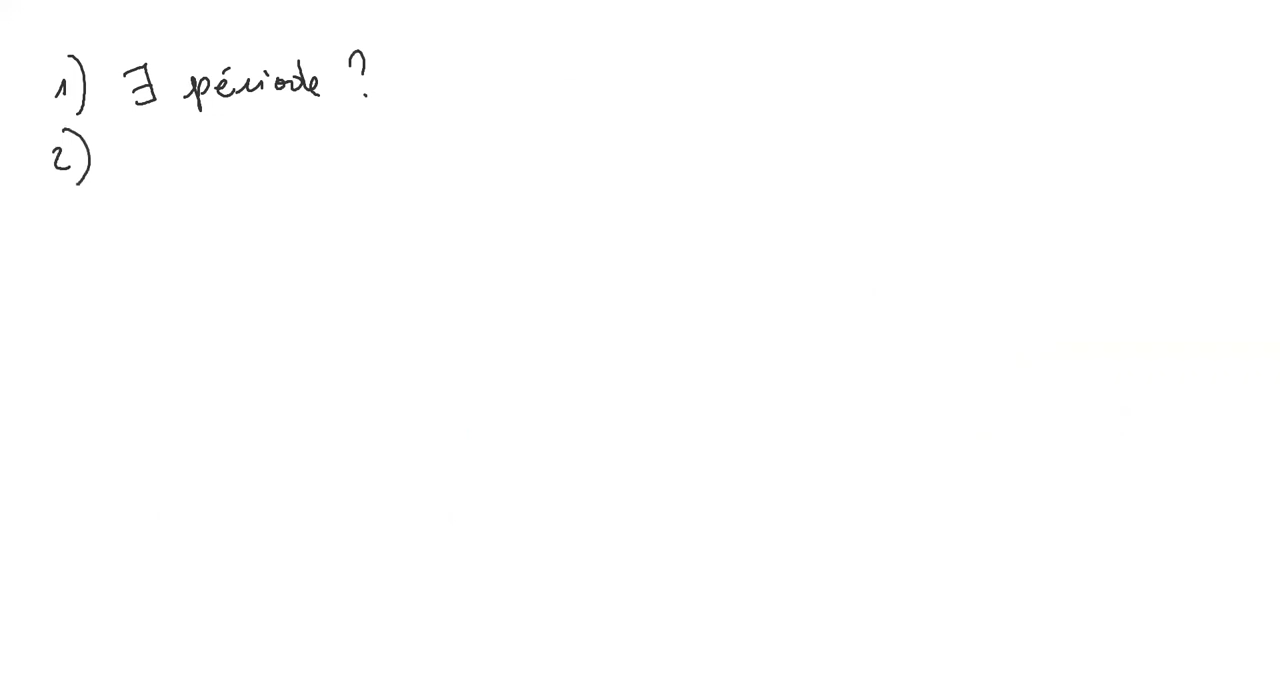 1) ∃ période ?
2)